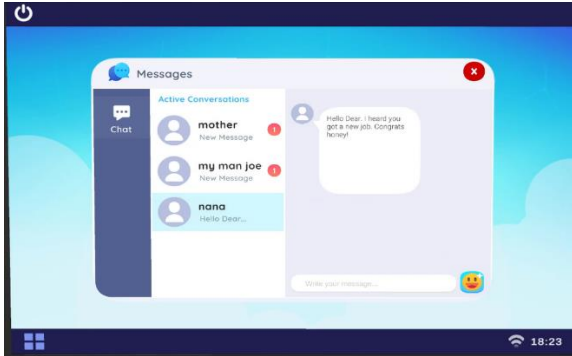 Messages
X
Chat
Active Conversations
mother
New Message
1
my man joe
New Message
1
nana
Hello Dear...
Hello Dear. I heard you
got a new job. Congrats
honey!
Write your message...
18:23